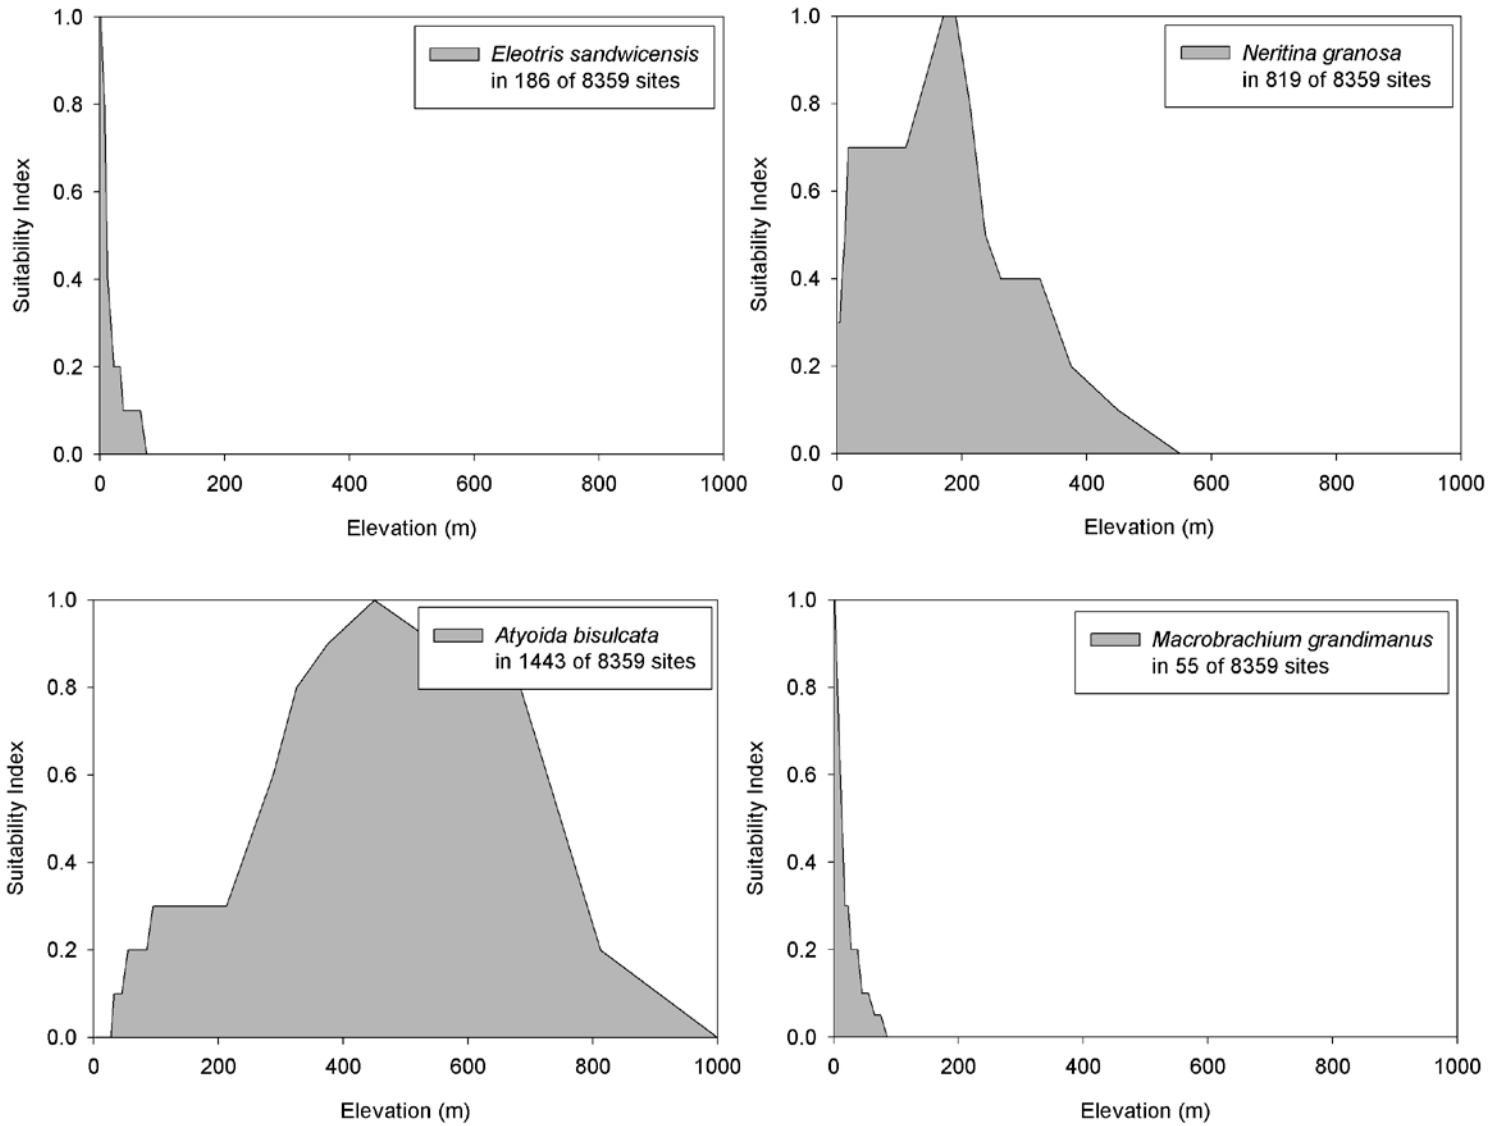 1.0
0.8
0.6
0.4
0.2
0.0
Suitability Index
Eleotris sandwicensis
in 186 of 8359 sites
0 200 400 600 800 1000
Elevation (m)
1.0
0.8
0.6
0.4
0.2
0.0
Suitability Index
Neritina granosa
in 819 of 8359 sites
0 200 400 600 800 1000
Elevation (m)
1.0
0.8
0.6
0.4
0.2
0.0
Suitability Index
Atyoida bisulcata
in 1443 of 8359 sites
0 200 400 600 800 1000
Elevation (m)
1.0
0.8
0.6
0.4
0.2
0.0
Suitability Index
Macrobrachium grandimanus
in 55 of 8359 sites
0 200 400 600 800 1000
Elevation (m)